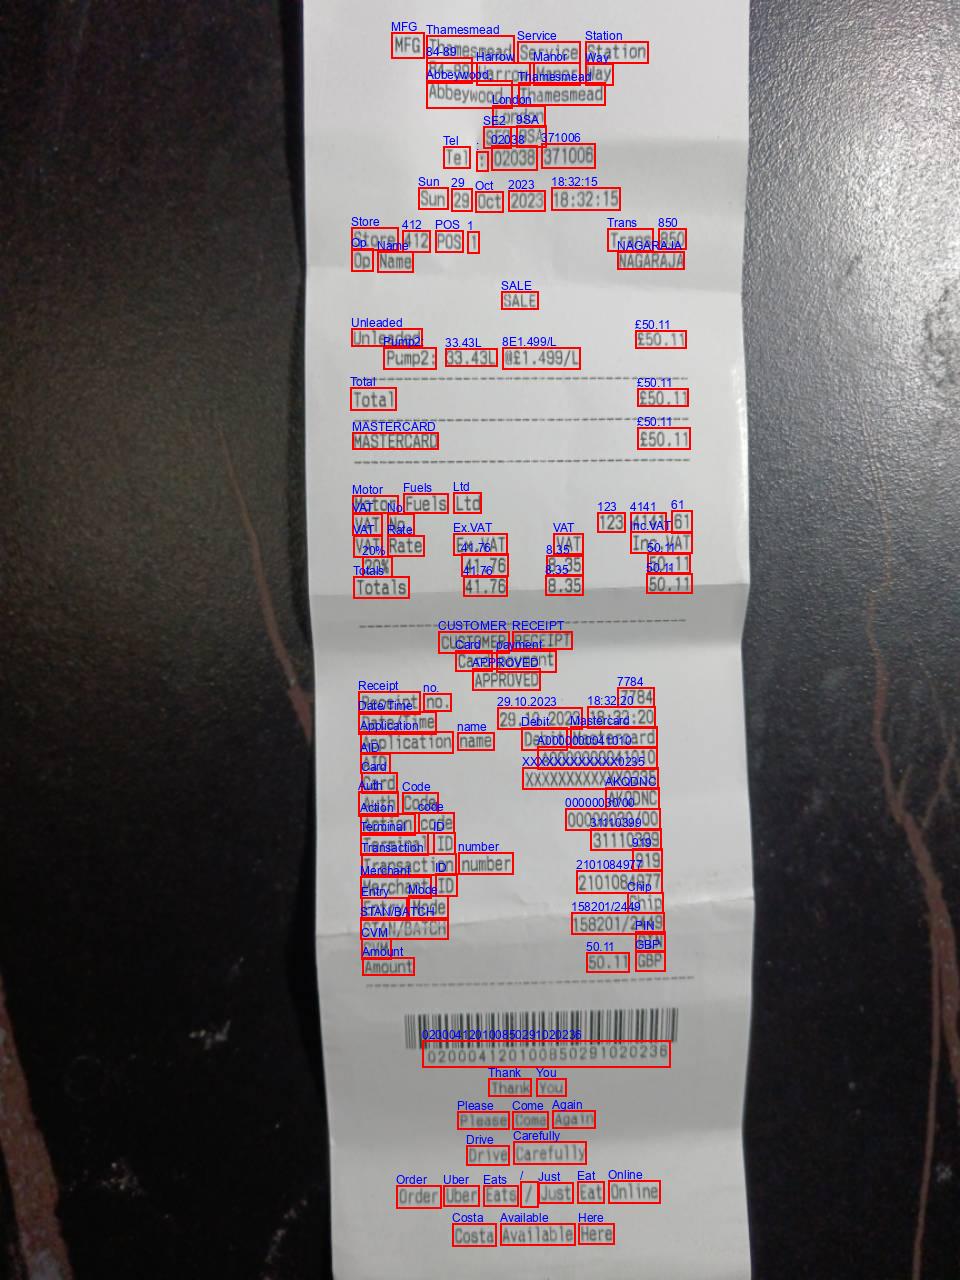 MFG Thamesmead Service Station
84-89 Harrow Manor Way
Abbeywood, Thamesmead
London
SE2 9SA
Tel : 02038 371006
Sun 29 Oct 2023 18:32:15
Store 412 POS 1 Trans 850
Op Name NAGARAJA
SALE
Unleaded £50.11
Pump2: 33.43L @£1.499/L
Total £50.11
MASTERCARD £50.11
Motor Fuels Ltd
VAT No. 123 4141 61
VAT Rate Ex.VAT VAT Inc.VAT
20% 41.76 8.35 50.11
Totals 41.76 8.35 50.11
CUSTOMER RECEIPT
Card payment
APPROVED
Receipt no. 7784
Date/Time 29.10.2023 18:32:20
Application name Debit Mastercard
AID A0000000041010
Card XXXXXXXXXXXX0235
Auth Code AKQDNC
Action code 00000030/00
Terminal ID 31110399
Transaction number 919
Merchant ID 2101084977
Entry Mode Chip
STAN/BATCH 158201/2449
CVM PIN
Amount 50.11 GBP
0200041201008502910 20236
Thank You
Please Come Again
Drive Carefully
Order Uber Eats / Just Eat Online
Costa Available Here